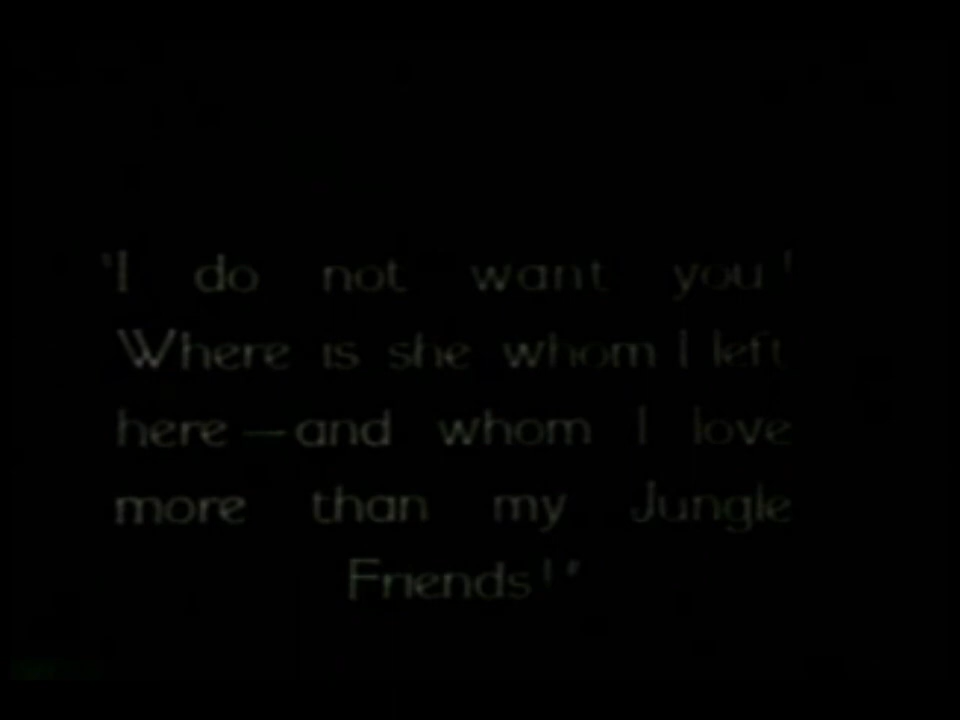 "I do not want you!
Where is she whom I left
here—and whom I love
more than my Jungle
Friends!"